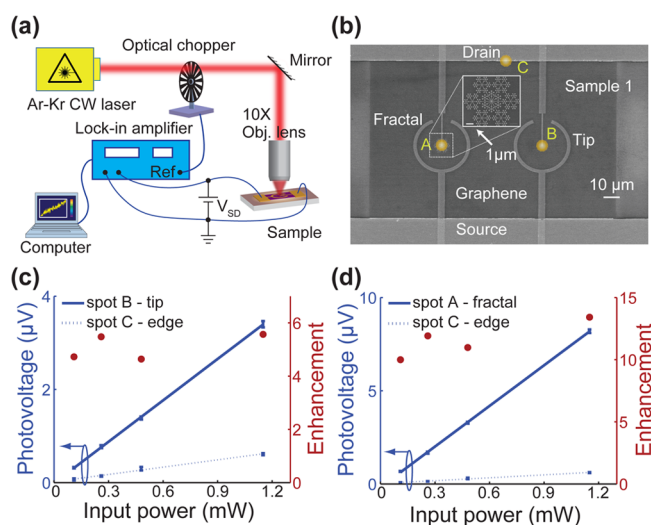 (a)
Optical chopper
Mirror
Ar-Kr CW laser
Lock-in amplifier
10X
Obj. lens
Ref
V_SD
Computer
Sample
(b)
Drain
C
Sample 1
Fractal
A
B
Tip
1μm
Graphene
10 μm
Source
(c)
spot B - tip
spot C - edge
Photovoltage (μV)
4
2
0
Enhancement
6
4
2
0
0
0.3
0.6
0.9
1.2
Input power (mW)
(d)
spot A - fractal
spot C - edge
Photovoltage (μV)
10
5
0
Enhancement
15
10
5
0
0
0.3
0.6
0.9
1.2
Input power (mW)